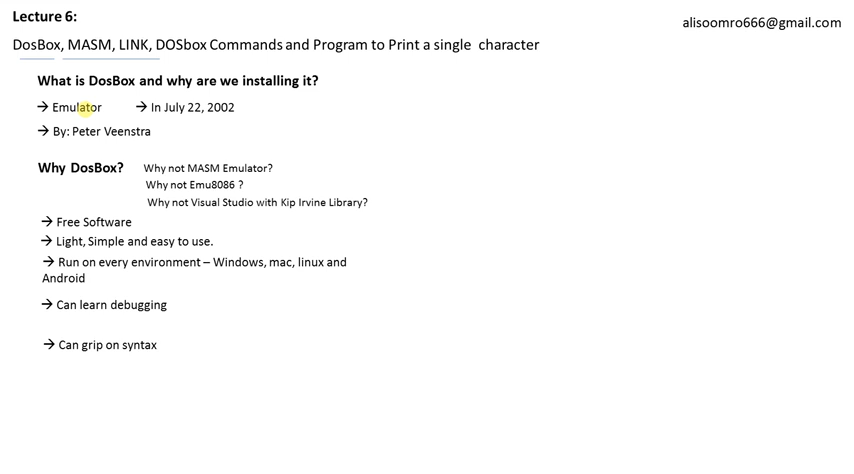 Lecture 6:
alisoomro666@gmail.com
DosBox, MASM, LINK, DOSbox Commands and Program to Print a single character
What is DosBox and why are we installing it?
→ Emulator → In July 22, 2002
→ By: Peter Veenstra
Why DosBox? Why not MASM Emulator?
Why not Emu8086 ?
Why not Visual Studio with Kip Irvine Library?
→ Free Software
→ Light, Simple and easy to use.
→ Run on every environment – Windows, mac, linux and
Android
→ Can learn debugging
→ Can grip on syntax